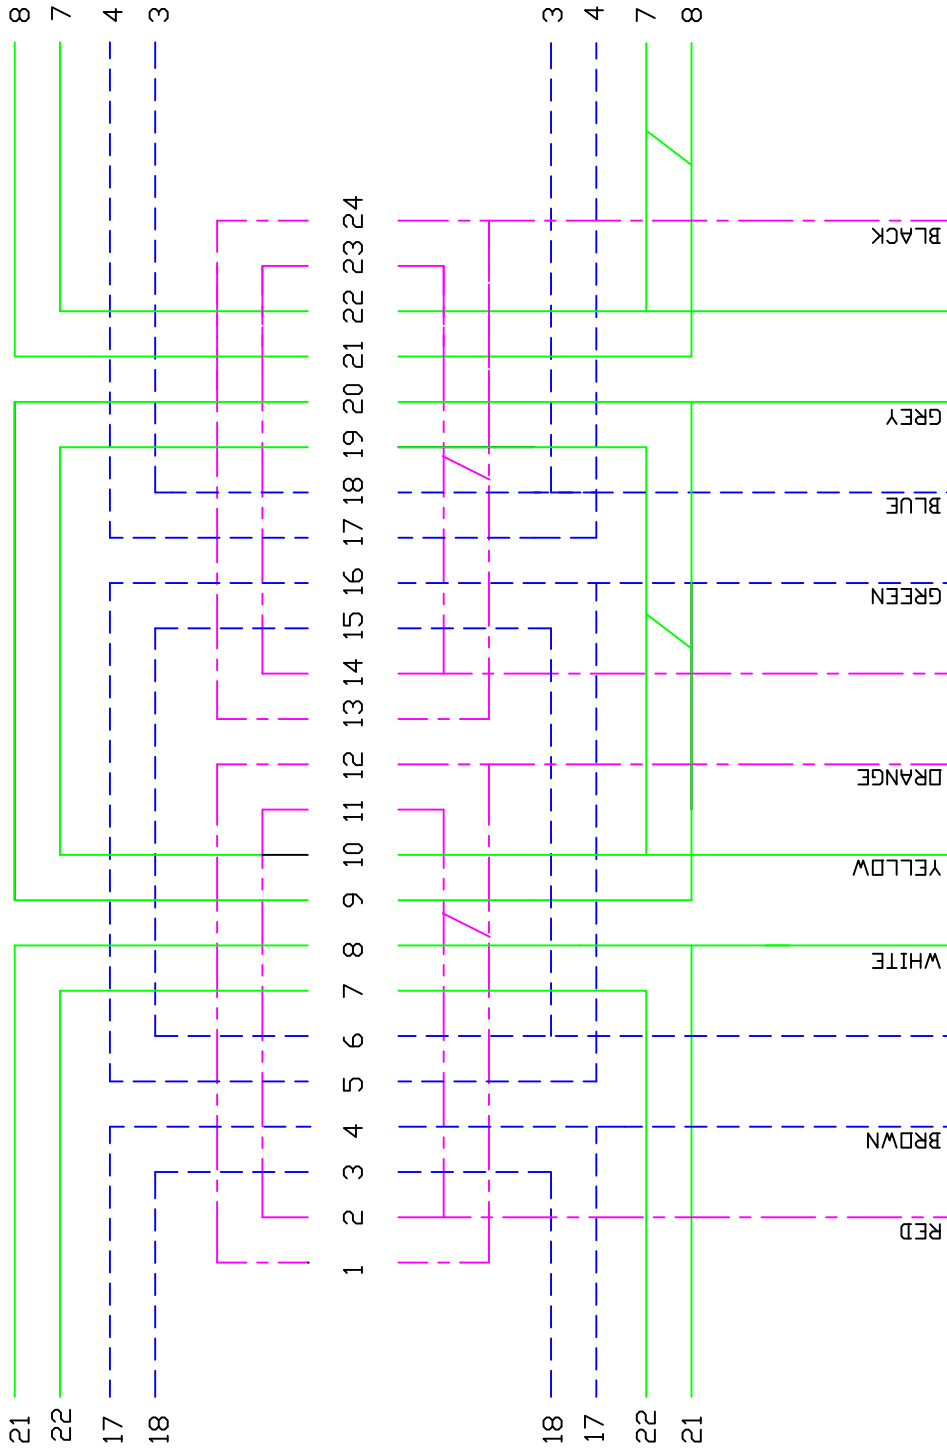 8 7 4 3
3 4 7 8
24
23
22
21
20
19
18
17
16
15
14
13
12
11
10
9
8
7
6
5
4
3
2
1
BLACK
GREY
BLUE
GREEN
ORANGE
YELLOW
WHITE
BROWN
RED
21 22 17 18
18 17 22 21